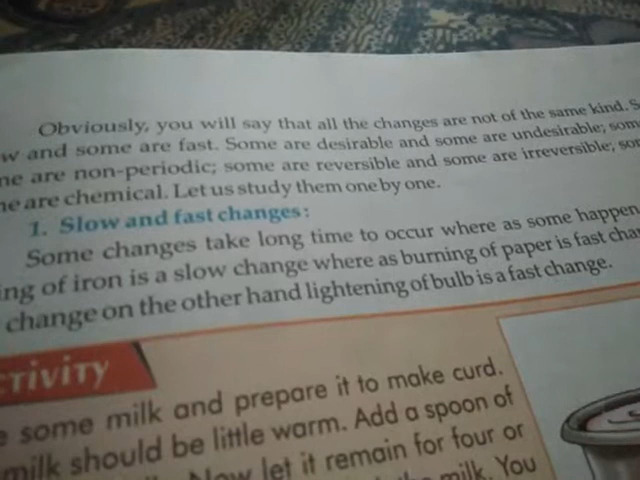 Obviously, you will say that all the changes are not of the same kind. S
w and some are fast. Some are desirable and some are undesirable; som
ne are non-periodic; some are reversible and some are irreversible; so
e are chemical. Let us study them one by one.
1. Slow and fast changes:
Some changes take long time to occur where as some happen
ing of iron is a slow change where as burning of paper is fast cha
change on the other hand lightening of bulb is a fast change.
CTIVITY
e some milk and prepare it to make curd.
milk should be little warm. Add a spoon of
Now let it remain for four or
milk. You